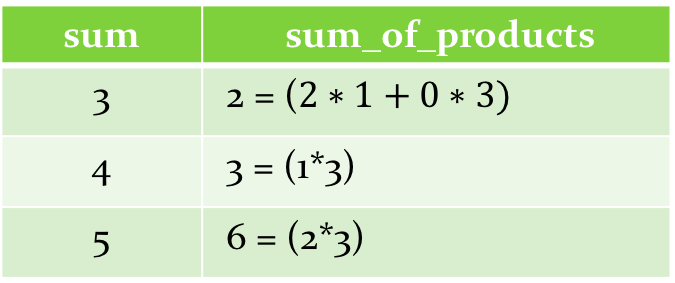 sum sum_of_products
3 2 = (2 * 1 + 0 * 3)
4 3 = (1*3)
5 6 = (2*3)